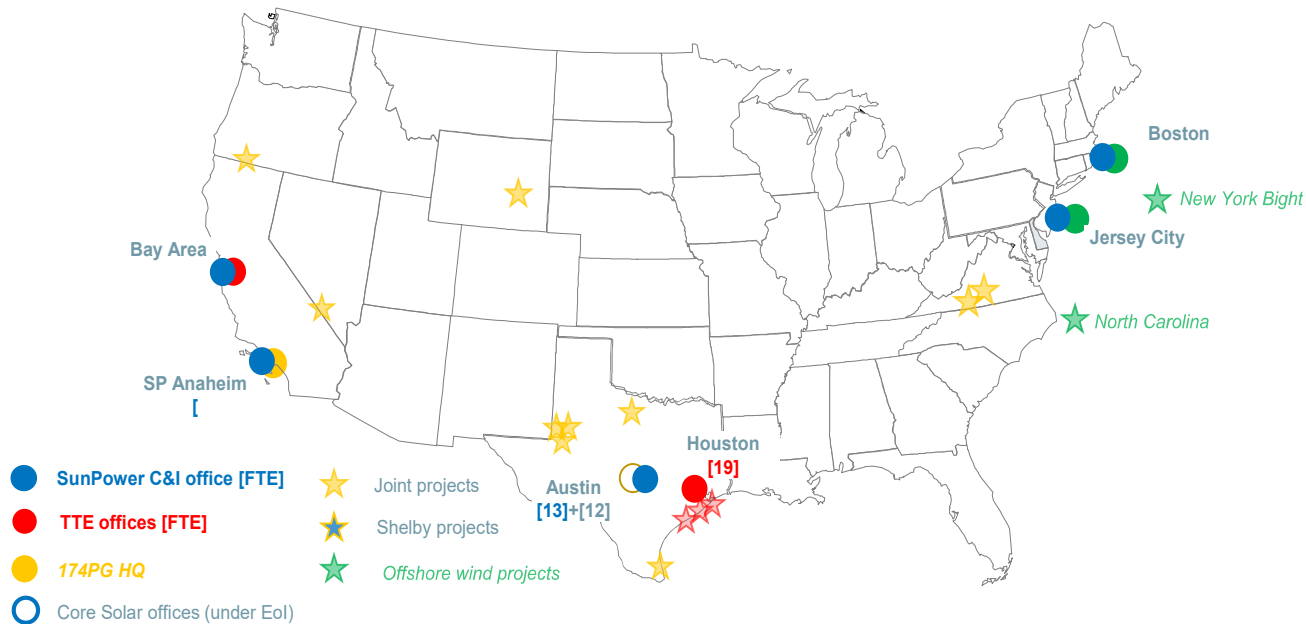 Boston
New York Bight
Jersey City
Bay Area
North Carolina
SP Anaheim
[
Houston
[19]
Austin
[13]+[12]
SunPower C&I office [FTE]
TTE offices [FTE]
174PG HQ
Core Solar offices (under EoI)
Joint projects
Shelby projects
Offshore wind projects